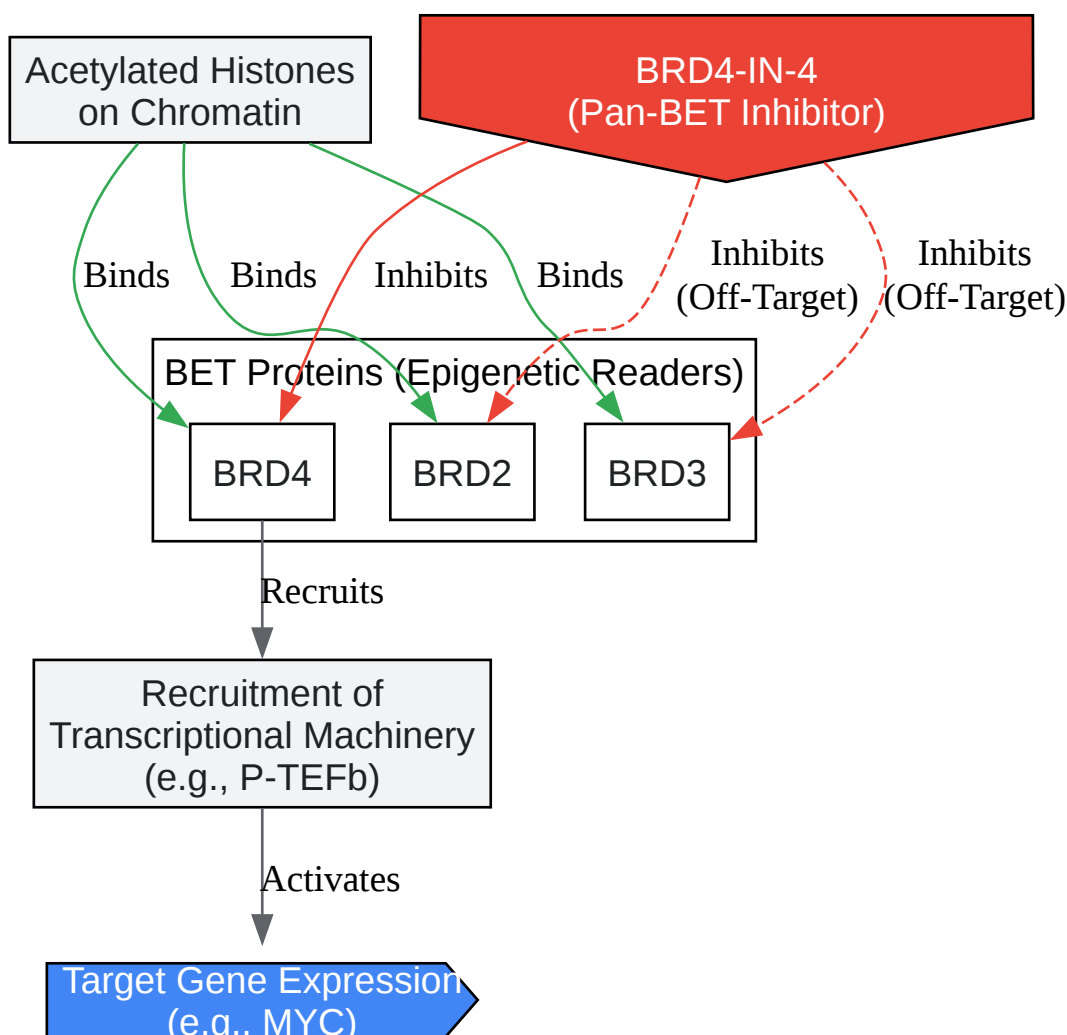 Acetylated Histones
on Chromatin
BRD4-IN-4
(Pan-BET Inhibitor)
Binds
Binds
Inhibits
Binds
Inhibits
(Off-Target)
Inhibits
(Off-Target)
BET Proteins (Epigenetic Readers)
BRD4
BRD2
BRD3
Recruits
Recruitment of
Transcriptional Machinery
(e.g., P-TEFb)
Activates
Target Gene Expression
(e.g., MYC)